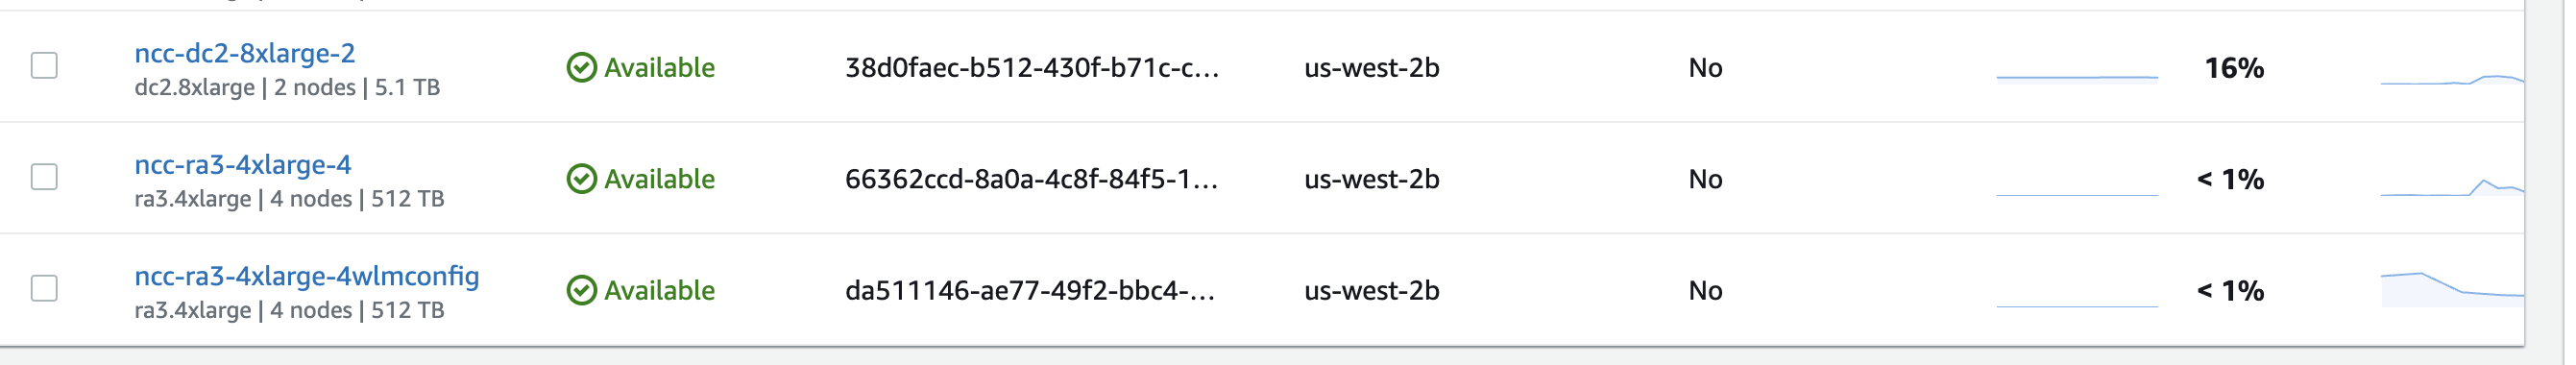 ncc-dc2-8xlarge-2
dc2.8xlarge | 2 nodes | 5.1 TB
Available
38d0faec-b512-430f-b71c-c...
us-west-2b
No
16%
ncc-ra3-4xlarge-4
ra3.4xlarge | 4 nodes | 512 TB
Available
66362ccd-8a0a-4c8f-84f5-1...
us-west-2b
No
< 1%
ncc-ra3-4xlarge-4wlmconfig
ra3.4xlarge | 4 nodes | 512 TB
Available
da511146-ae77-49f2-bbc4-...
us-west-2b
No
< 1%